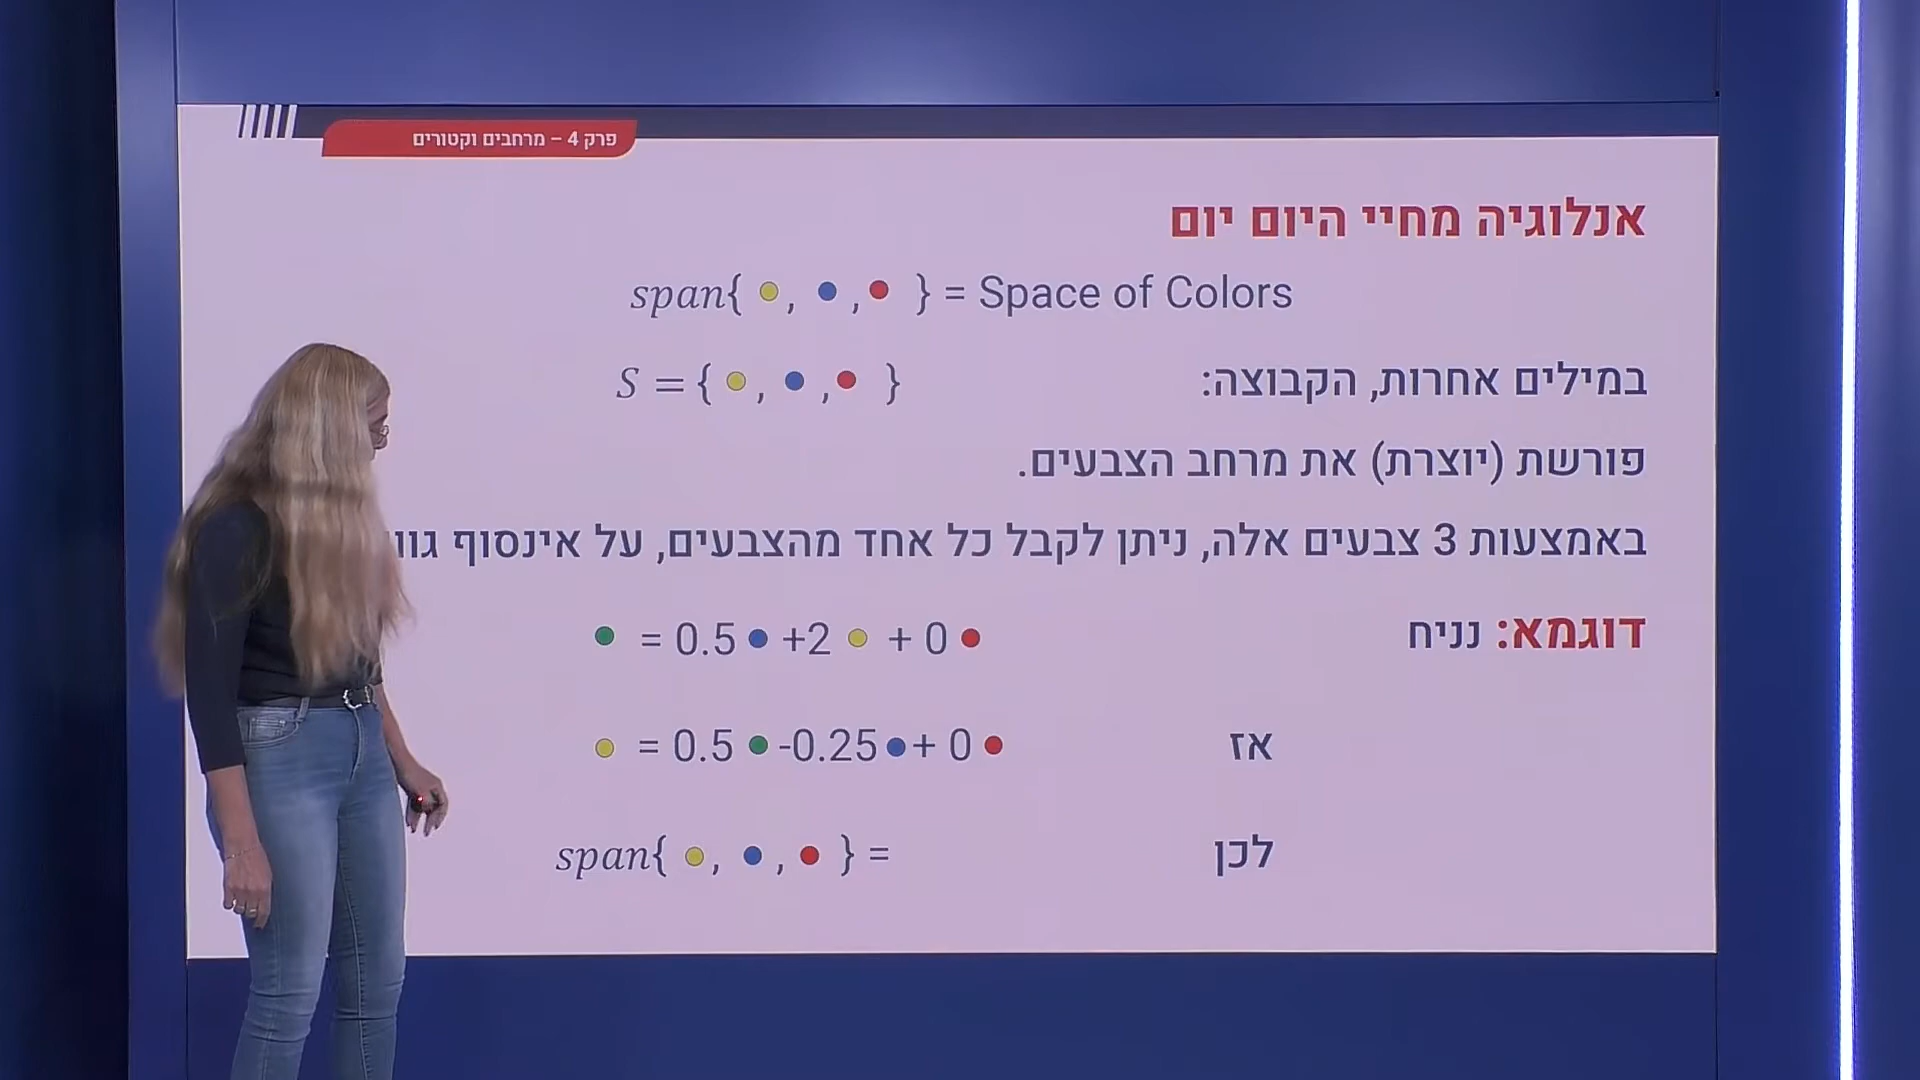 פרק 4 – מרחבים וקטורים
אנלוגיה מחיי היום יום
span{ , , } = Space of Colors
במילים אחרות, הקבוצה: S = { , , }
פורשת (יוצרת) את מרחב הצבעים.
באמצעות 3 צבעים אלה, ניתן לקבל כל אחד מהצבעים, על אינסוף
דוגמא: נניח = 0.5 +2 + 0
אז = 0.5 -0.25 + 0
לכן span{ , , } =